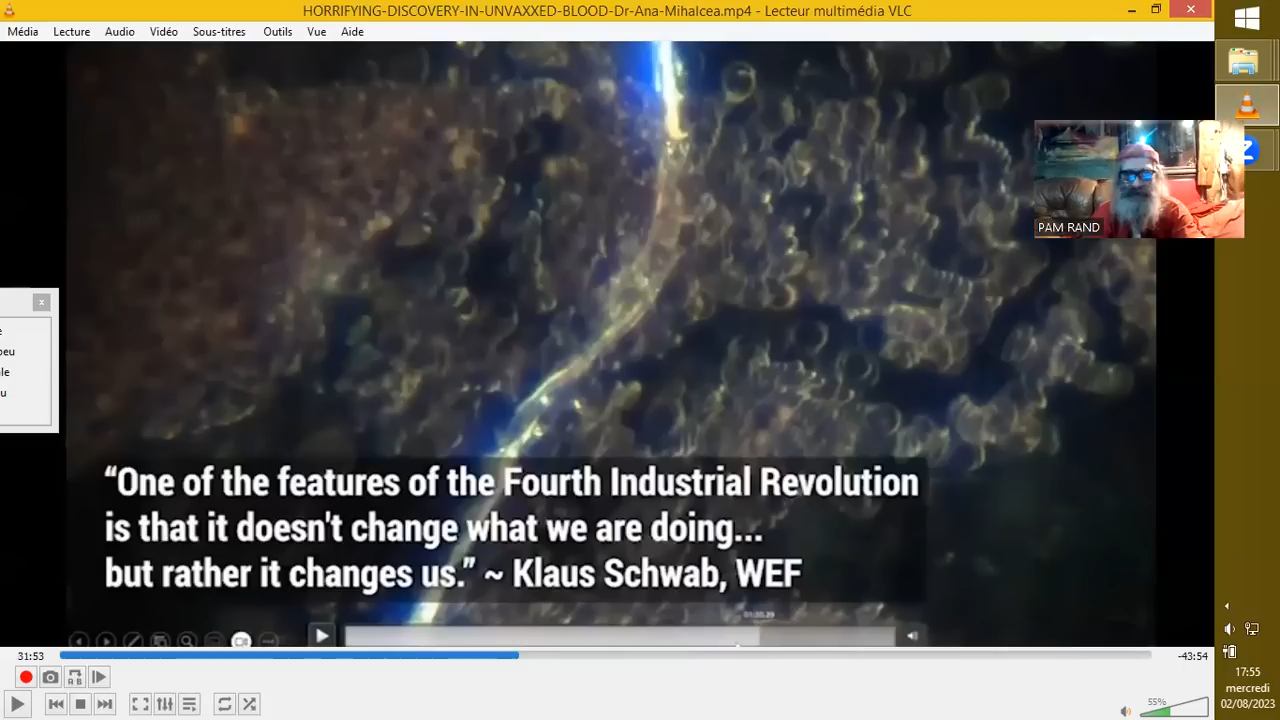 HORRIFYING-DISCOVERY-IN-UNVAXXED-BLOOD-Dr-Ana-Mihalcea.mp4 - Lecteur multimédia VLC
Média Lecture Audio Vidéo Sous-titres Outils Vue Aide
PAM RAND
“One of the features of the Fourth Industrial Revolution
is that it doesn't change what we are doing...
but rather it changes us.” ~ Klaus Schwab, WEF
31:53
-43:54
55%
17:55
mercredi
02/08/2023